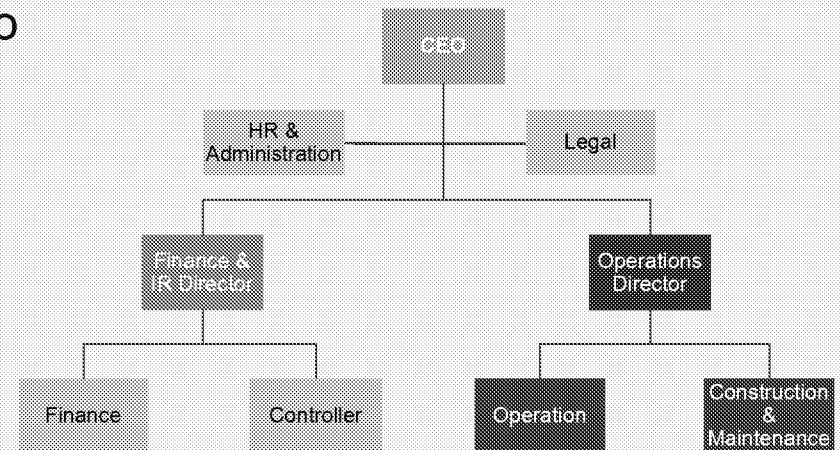 CEO
HR &
Administration
Legal
Finance &
IR Director
Operations
Director
Finance
Controller
Operation
Construction
&
Maintenance